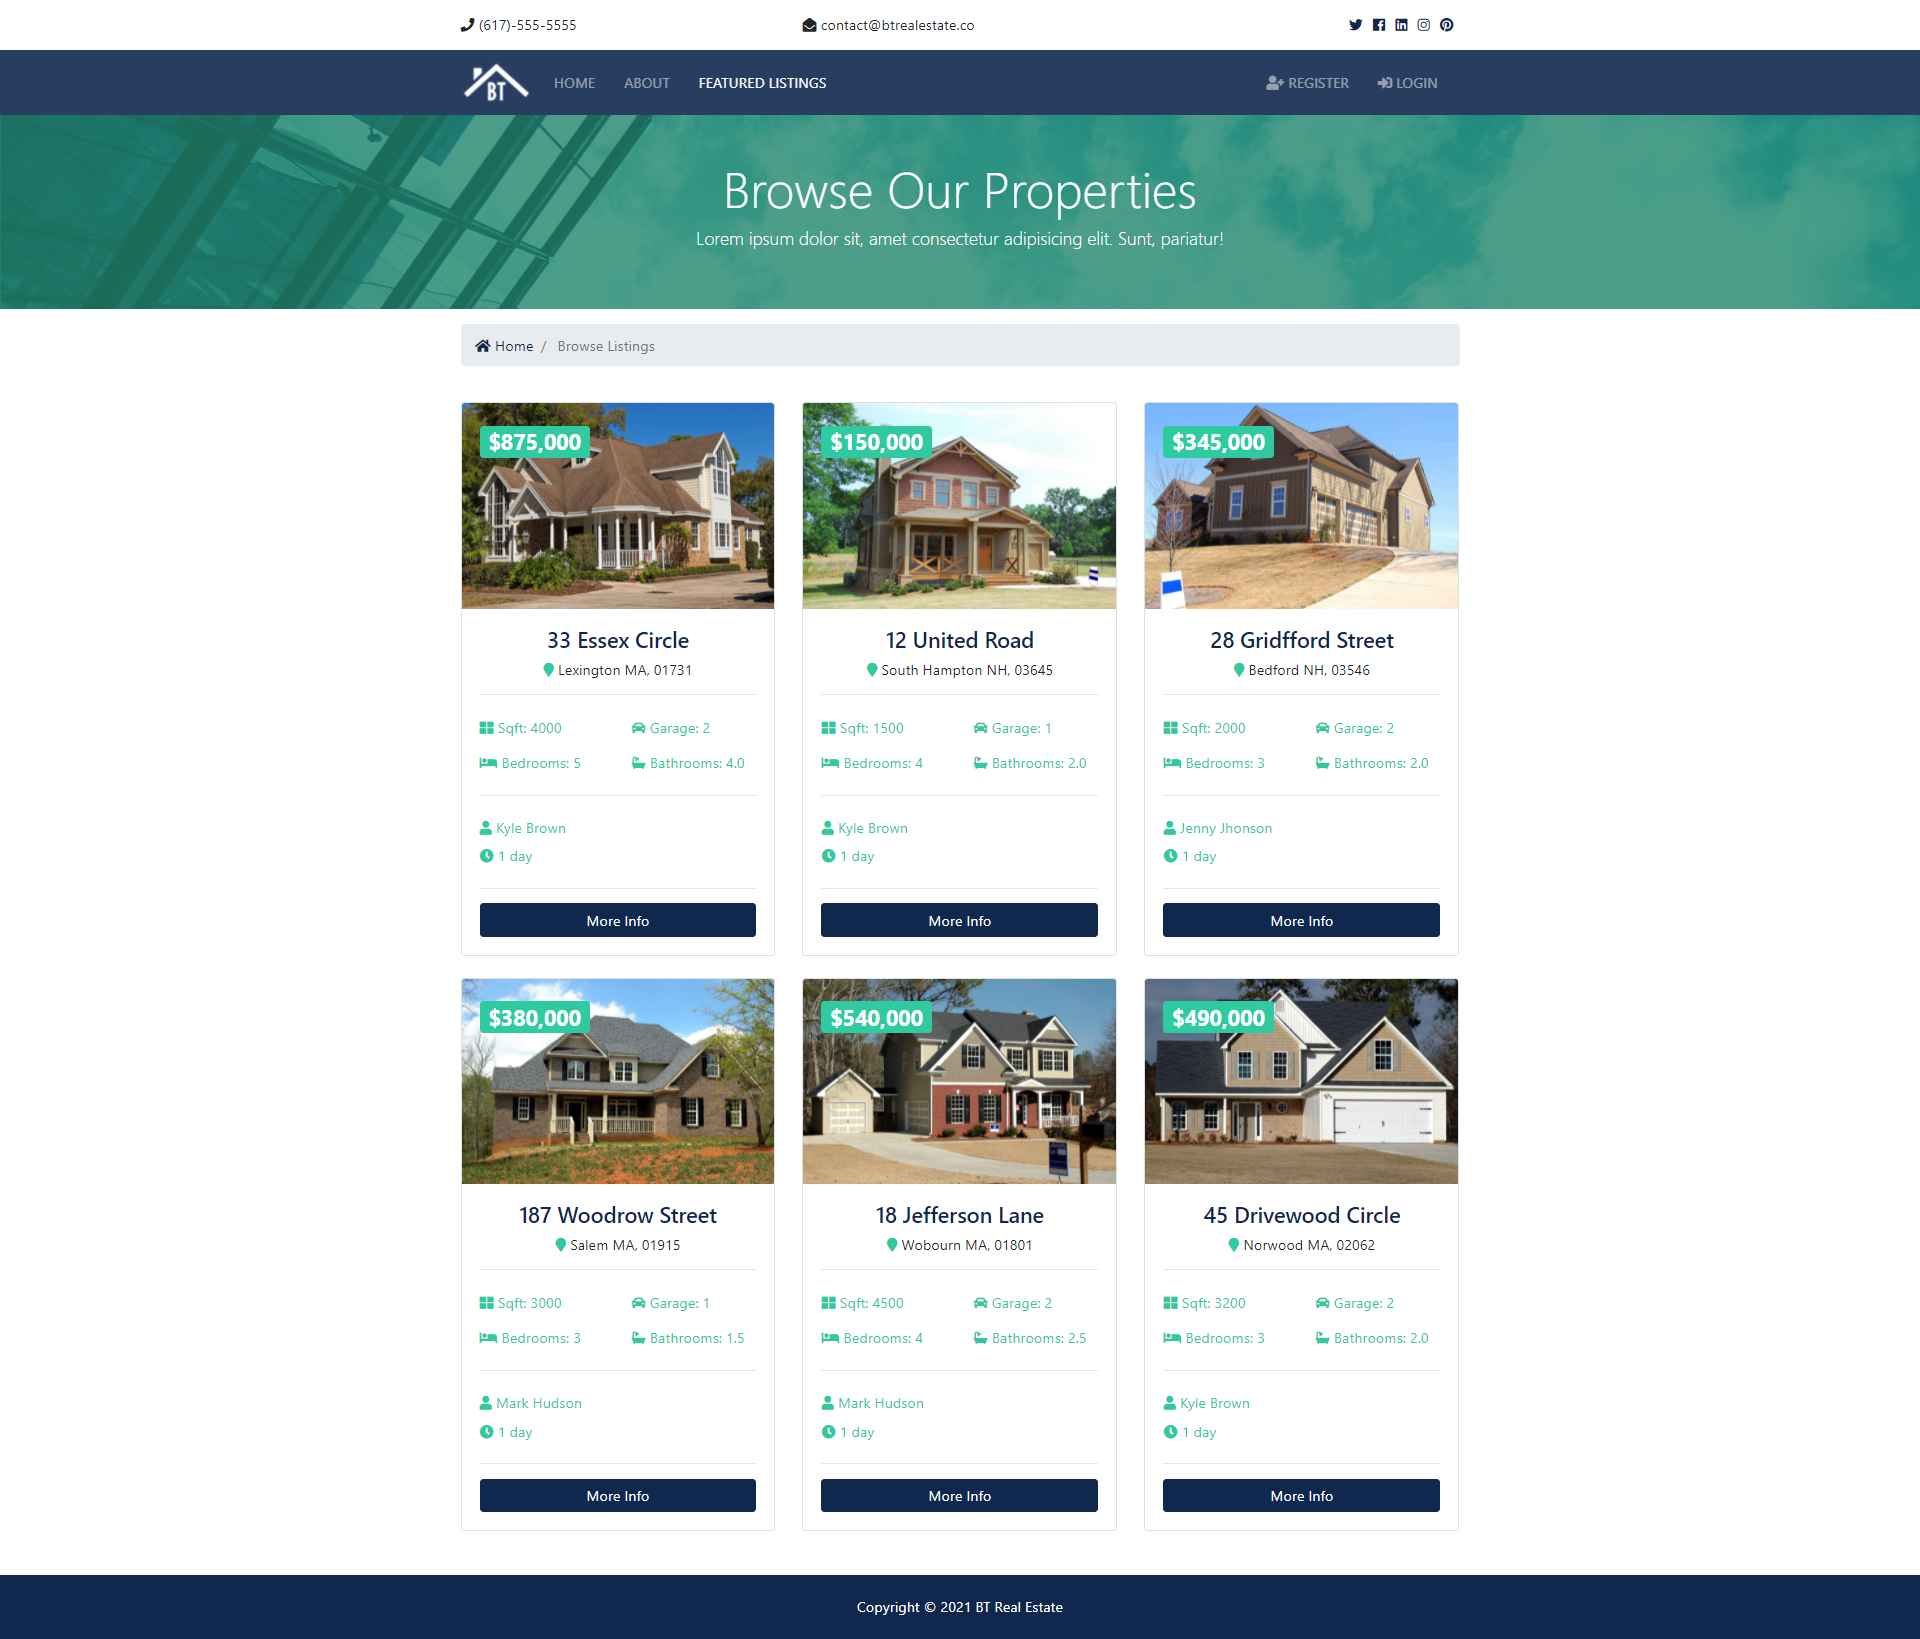 (617)-555-5555
contact@btrealestate.co
BT
HOME
ABOUT
FEATURED LISTINGS
REGISTER
LOGIN
Browse Our Properties
Lorem ipsum dolor sit, amet consectetur adipisicing elit. Sunt, pariatur!
Home / Browse Listings
$875,000
33 Essex Circle
Lexington MA, 01731
Sqft: 4000
Garage: 2
Bedrooms: 5
Bathrooms: 4.0
Kyle Brown
1 day
More Info
$150,000
12 United Road
South Hampton NH, 03645
Sqft: 1500
Garage: 1
Bedrooms: 4
Bathrooms: 2.0
Kyle Brown
1 day
More Info
$345,000
28 Gridfford Street
Bedford NH, 03546
Sqft: 2000
Garage: 2
Bedrooms: 3
Bathrooms: 2.0
Jenny Jhonson
1 day
More Info
$380,000
187 Woodrow Street
Salem MA, 01915
Sqft: 3000
Garage: 1
Bedrooms: 3
Bathrooms: 1.5
Mark Hudson
1 day
More Info
$540,000
18 Jefferson Lane
Wobourn MA, 01801
Sqft: 4500
Garage: 2
Bedrooms: 4
Bathrooms: 2.5
Mark Hudson
1 day
More Info
$490,000
45 Drivewood Circle
Norwood MA, 02062
Sqft: 3200
Garage: 2
Bedrooms: 3
Bathrooms: 2.0
Kyle Brown
1 day
More Info
Copyright © 2021 BT Real Estate